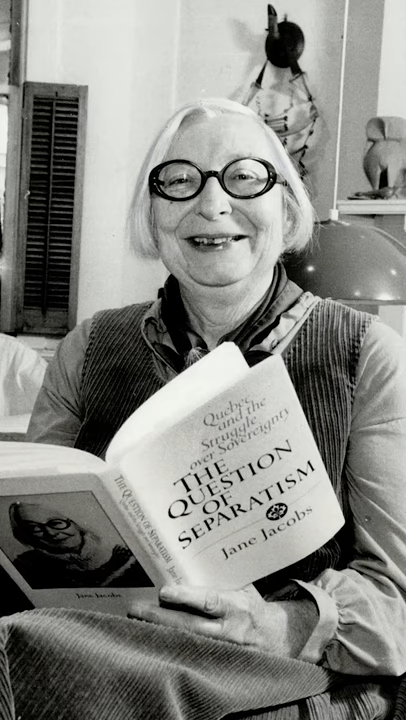 Quebec
and the
Struggle
over Sovereignty
THE
QUESTION
OF
SEPARATISM
Jane Jacobs
THE QUESTION OF SEPARATISM
Jane Jacobs